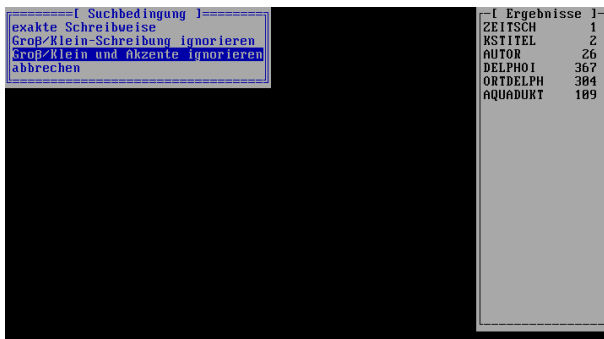 [ Suchbedingung ]
exakte Schreibweise
Groß/Klein-Schreibung ignorieren
Groß/Klein und Akzente ignorieren
abbrechen
[ Ergebnisse ]
ZEITSCH 1
KSTITEL 2
AUTOR 26
DELPHOI 367
ORTDELPH 304
AQUADUKT 109